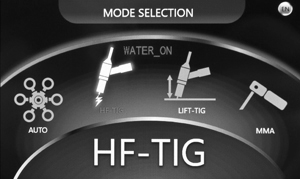 MODE SELECTION
EN
WATER_ON
LIFT-TIG
AUTO
MMA
HF-TIG